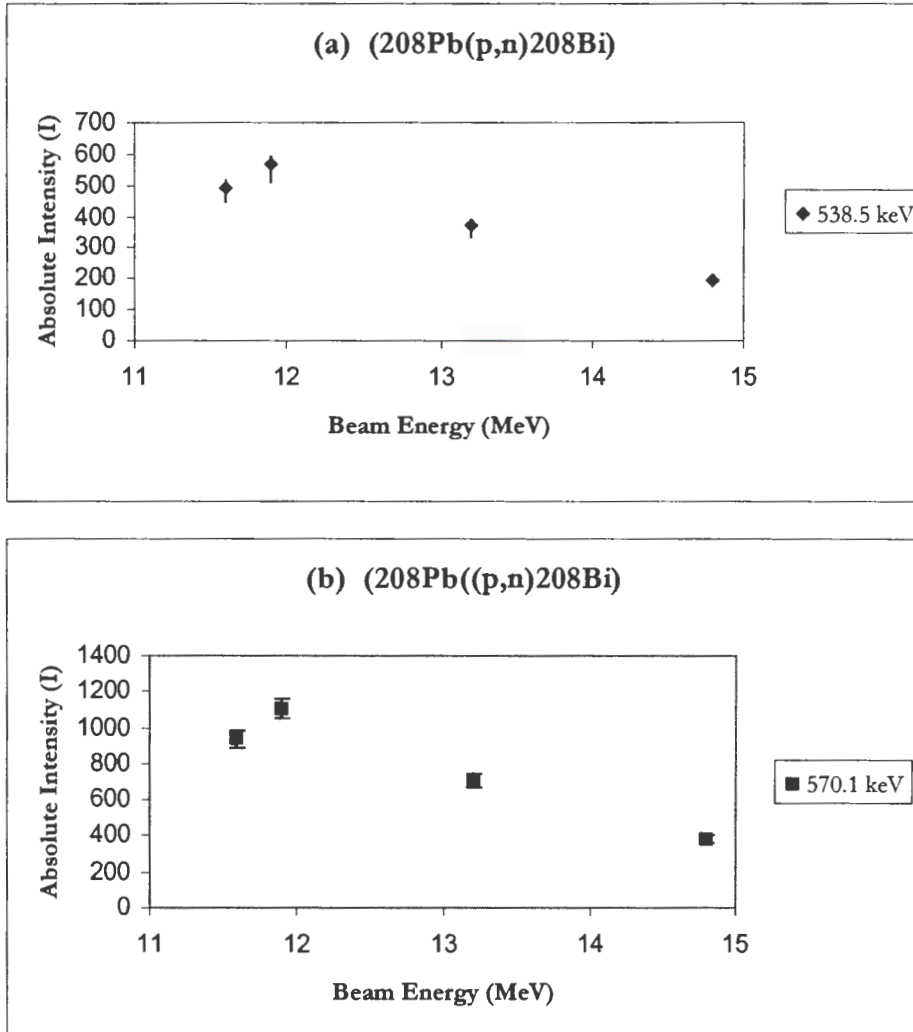 (a) (208Pb(p,n)208Bi)
Absolute Intensity (I)
700
600
500
400
300
200
100
0
11 12 13 14 15
Beam Energy (MeV)
538.5 keV
(b) (208Pb((p,n)208Bi)
Absolute Intensity (I)
1400
1200
1000
800
600
400
200
0
11 12 13 14 15
Beam Energy (MeV)
570.1 keV